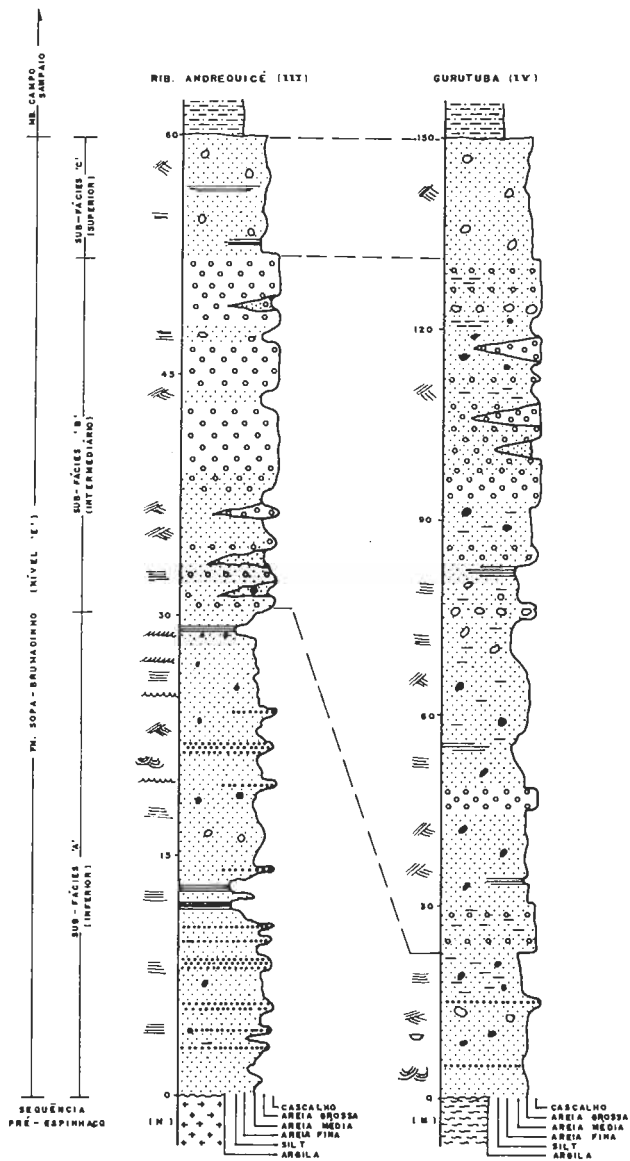 RIB. ANDREQUICÉ (III)
GURUTUBA (IV)
MB. CAMPO
SAMPAIO
SUB-FÁCIES 'C'
(SUPERIOR)
SUB-FÁCIES 'B'
(INTERMEDIÁRIO)
FM. SOPA-BRUMADINHO (NÍVEL 'E')
SUB-FÁCIES 'A'
(INFERIOR)
SEQUÊNCIA
PRÉ-ESPINHAÇO
60
45
30
15
0
(M)
CASCALHO
AREIA GROSSA
AREIA MÉDIA
AREIA FINA
SILT
ARGILA
150
120
90
60
30
0
(M)
CASCALHO
AREIA GROSSA
AREIA MÉDIA
AREIA FINA
SILT
ARGILA